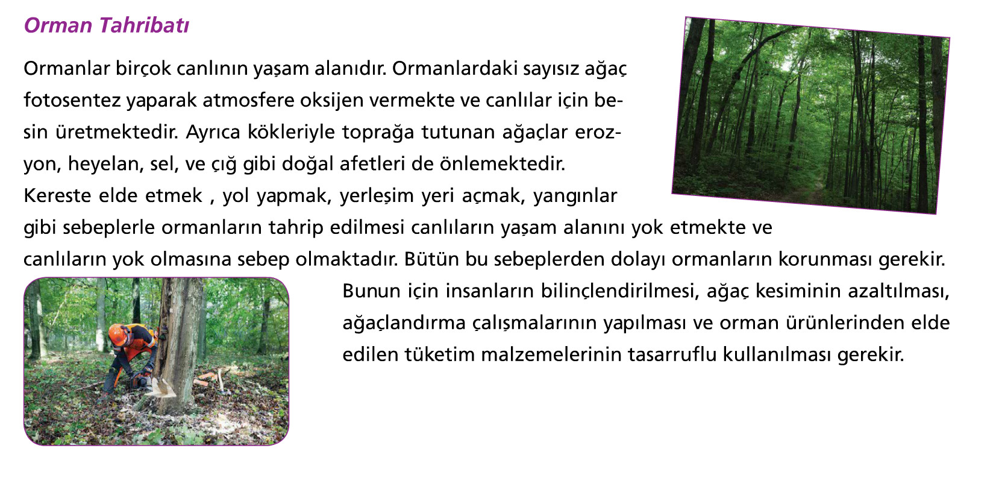 Orman Tahribatı
Ormanlar birçok canlının yaşam alanıdır. Ormanlardaki sayısız ağaç
fotosentez yaparak atmosfere oksijen vermekte ve canlılar için be-
sin üretmektedir. Ayrıca kökleriyle toprağa tutunan ağaçlar eroz-
yon, heyelan, sel, ve çığ gibi doğal afetleri de önlemektedir.
Kereste elde etmek , yol yapmak, yerleşim yeri açmak, yangınlar
gibi sebeplerle ormanların tahrip edilmesi canlıların yaşam alanını yok etmekte ve
canlıların yok olmasına sebep olmaktadır. Bütün bu sebeplerden dolayı ormanların korunması gerekir.
Bunun için insanların bilinçlendirilmesi, ağaç kesiminin azaltılması,
ağaçlandırma çalışmalarının yapılması ve orman ürünlerinden elde
edilen tüketim malzemelerinin tasarruflu kullanılması gerekir.